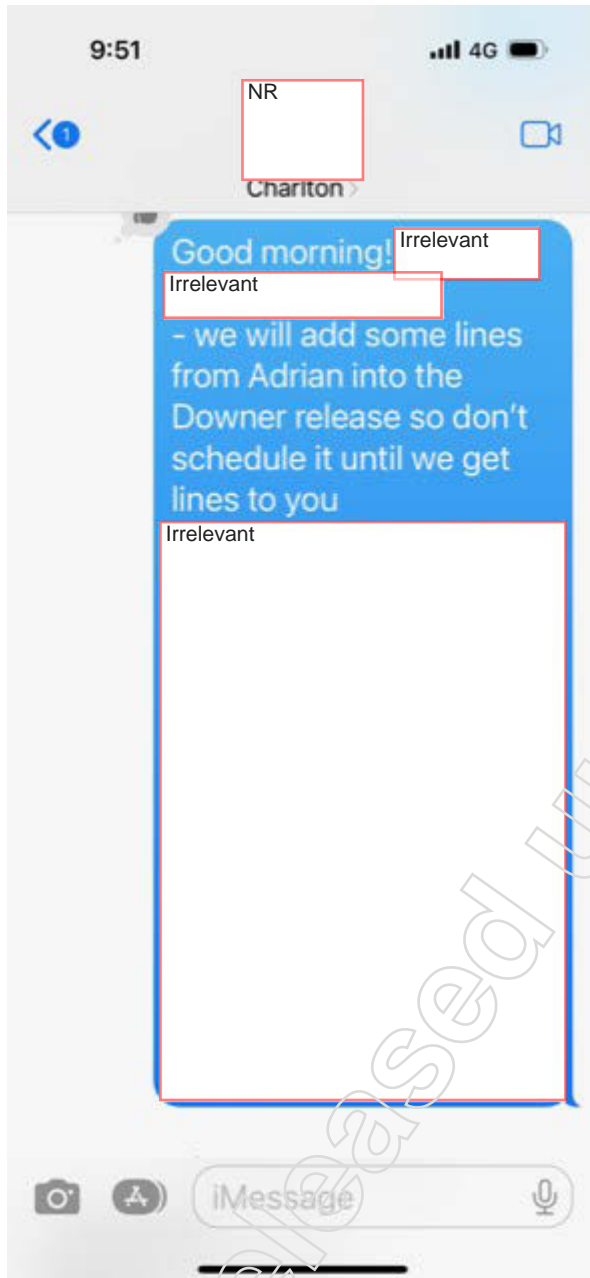 9:51
4G
NR
1
Charlton >
Good morning! Irrelevant
Irrelevant
- we will add some lines
from Adrian into the
Downer release so don't
schedule it until we get
lines to you
Irrelevant
iMessage